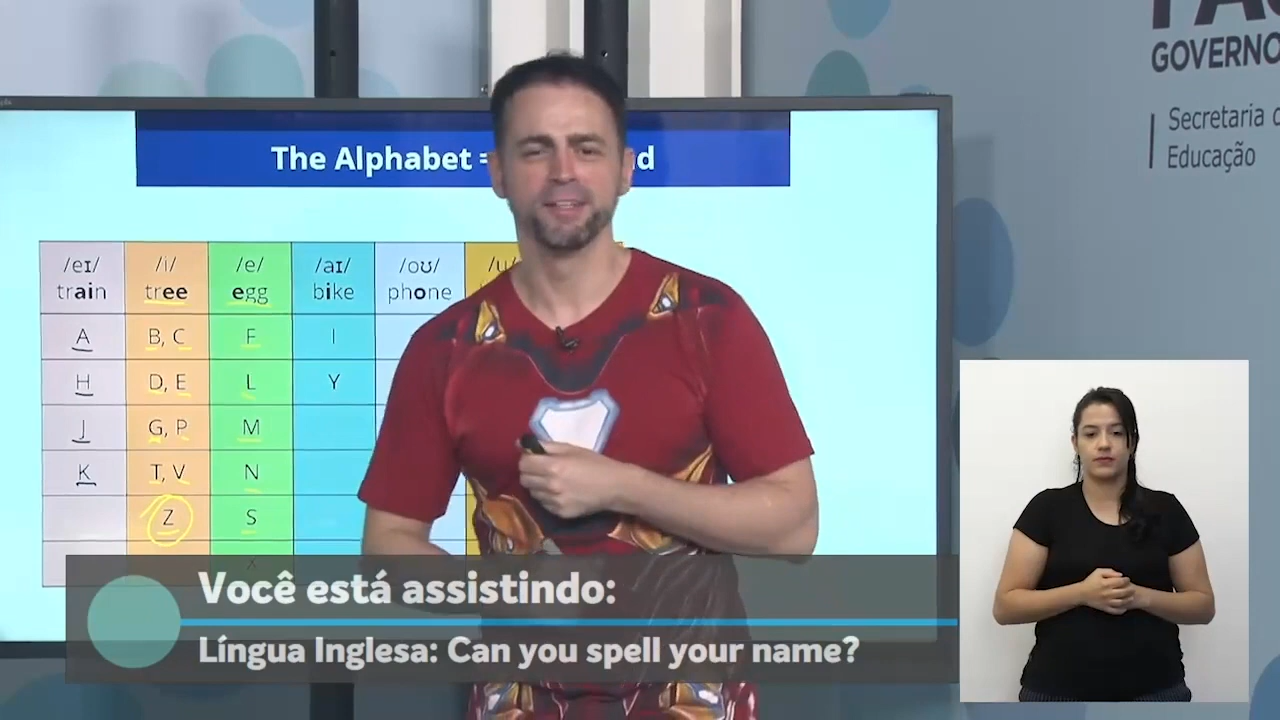 GOVERNO
Secretaria
Educação
The Alphabet =
/eɪ/ /i/ /e/ /aɪ/ /oʊ/ /u/
train tree egg bike phone
A B, C F I
H D, E L Y
J G, P M
K T, V N
Z S
X
Você está assistindo:
Língua Inglesa: Can you spell your name?